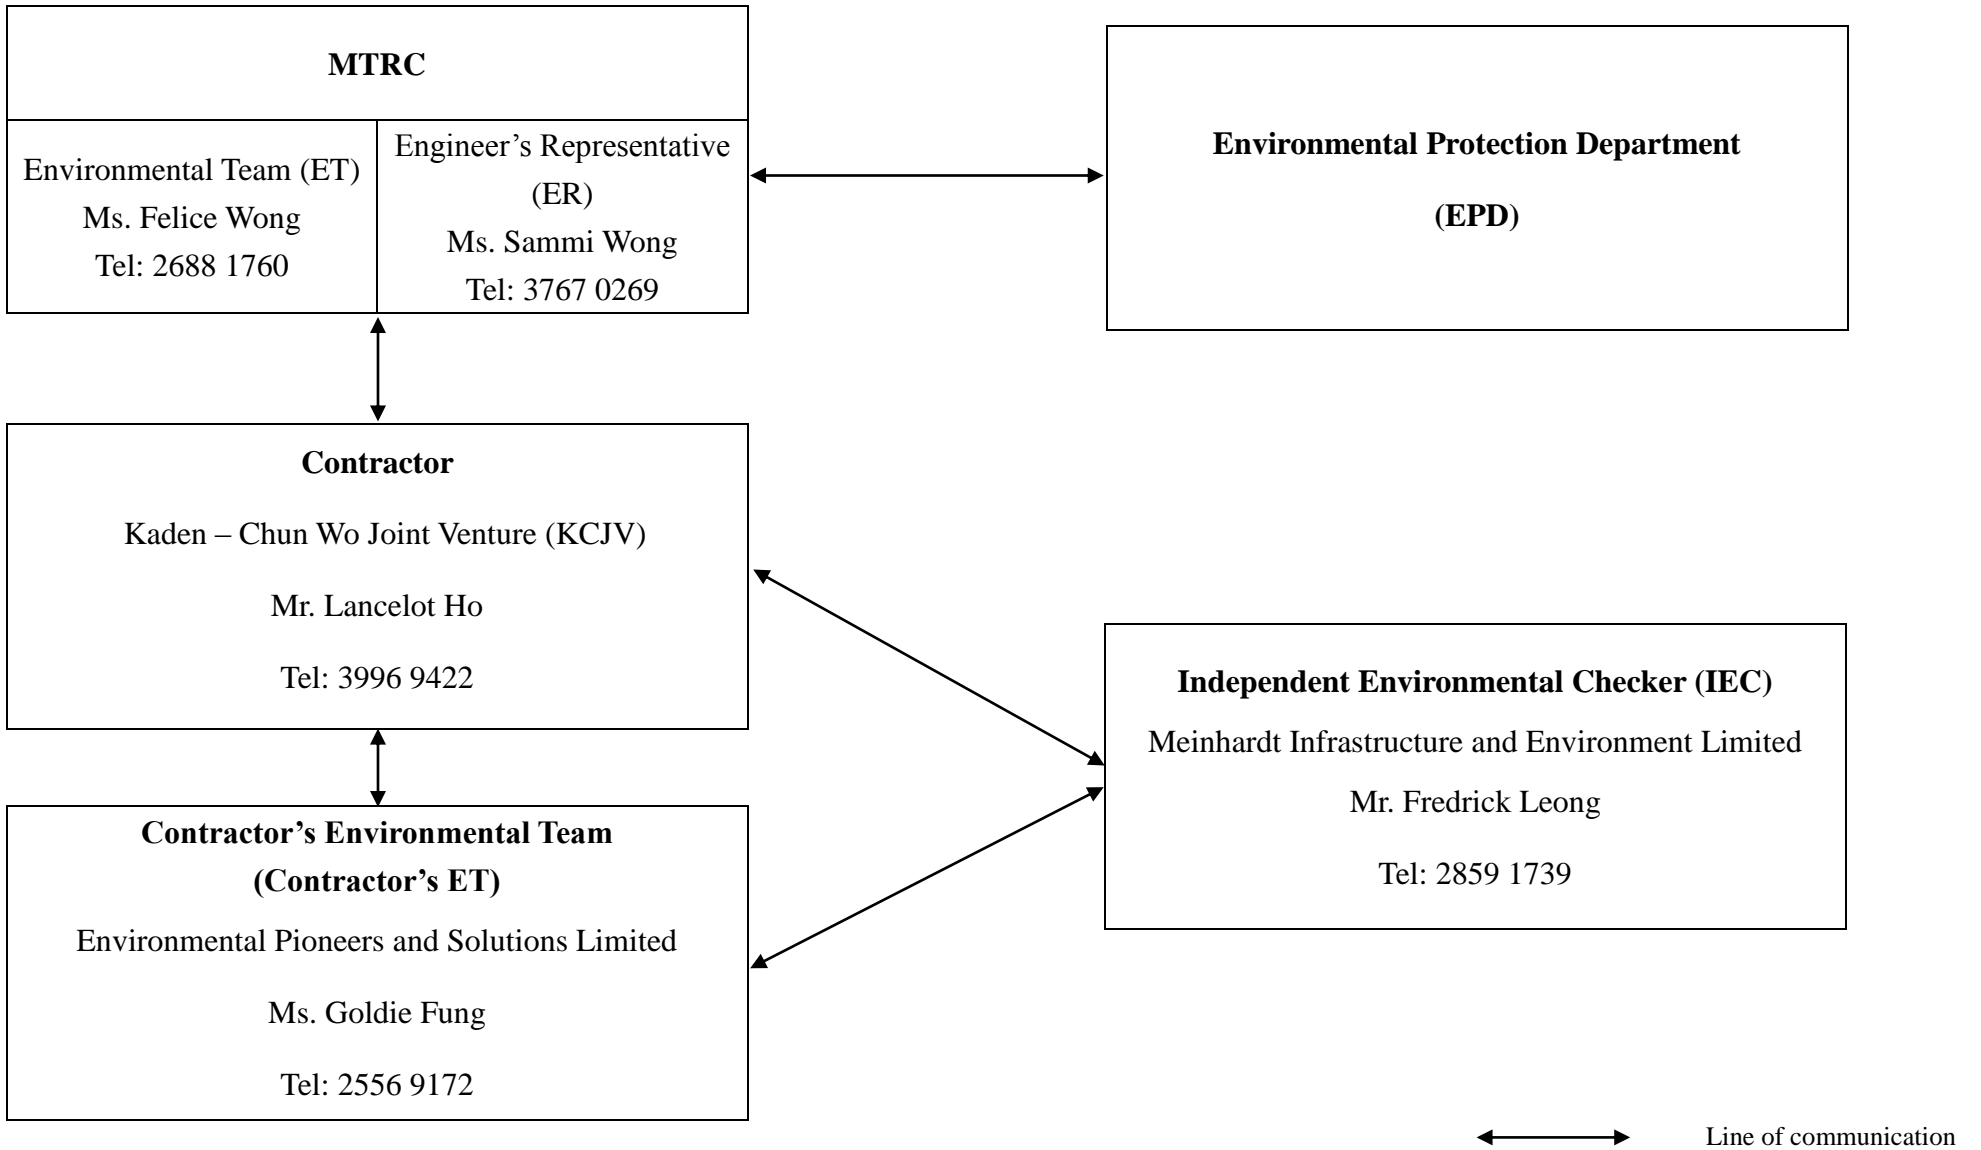 MTRC
Environmental Team (ET)
Ms. Felice Wong
Tel: 2688 1760
Engineer’s Representative
(ER)
Ms. Sammi Wong
Tel: 3767 0269
Environmental Protection Department
(EPD)
Contractor
Kaden – Chun Wo Joint Venture (KCJV)
Mr. Lancelot Ho
Tel: 3996 9422
Independent Environmental Checker (IEC)
Meinhardt Infrastructure and Environment Limited
Mr. Fredrick Leong
Tel: 2859 1739
Contractor’s Environmental Team
(Contractor’s ET)
Environmental Pioneers and Solutions Limited
Ms. Goldie Fung
Tel: 2556 9172
Line of communication